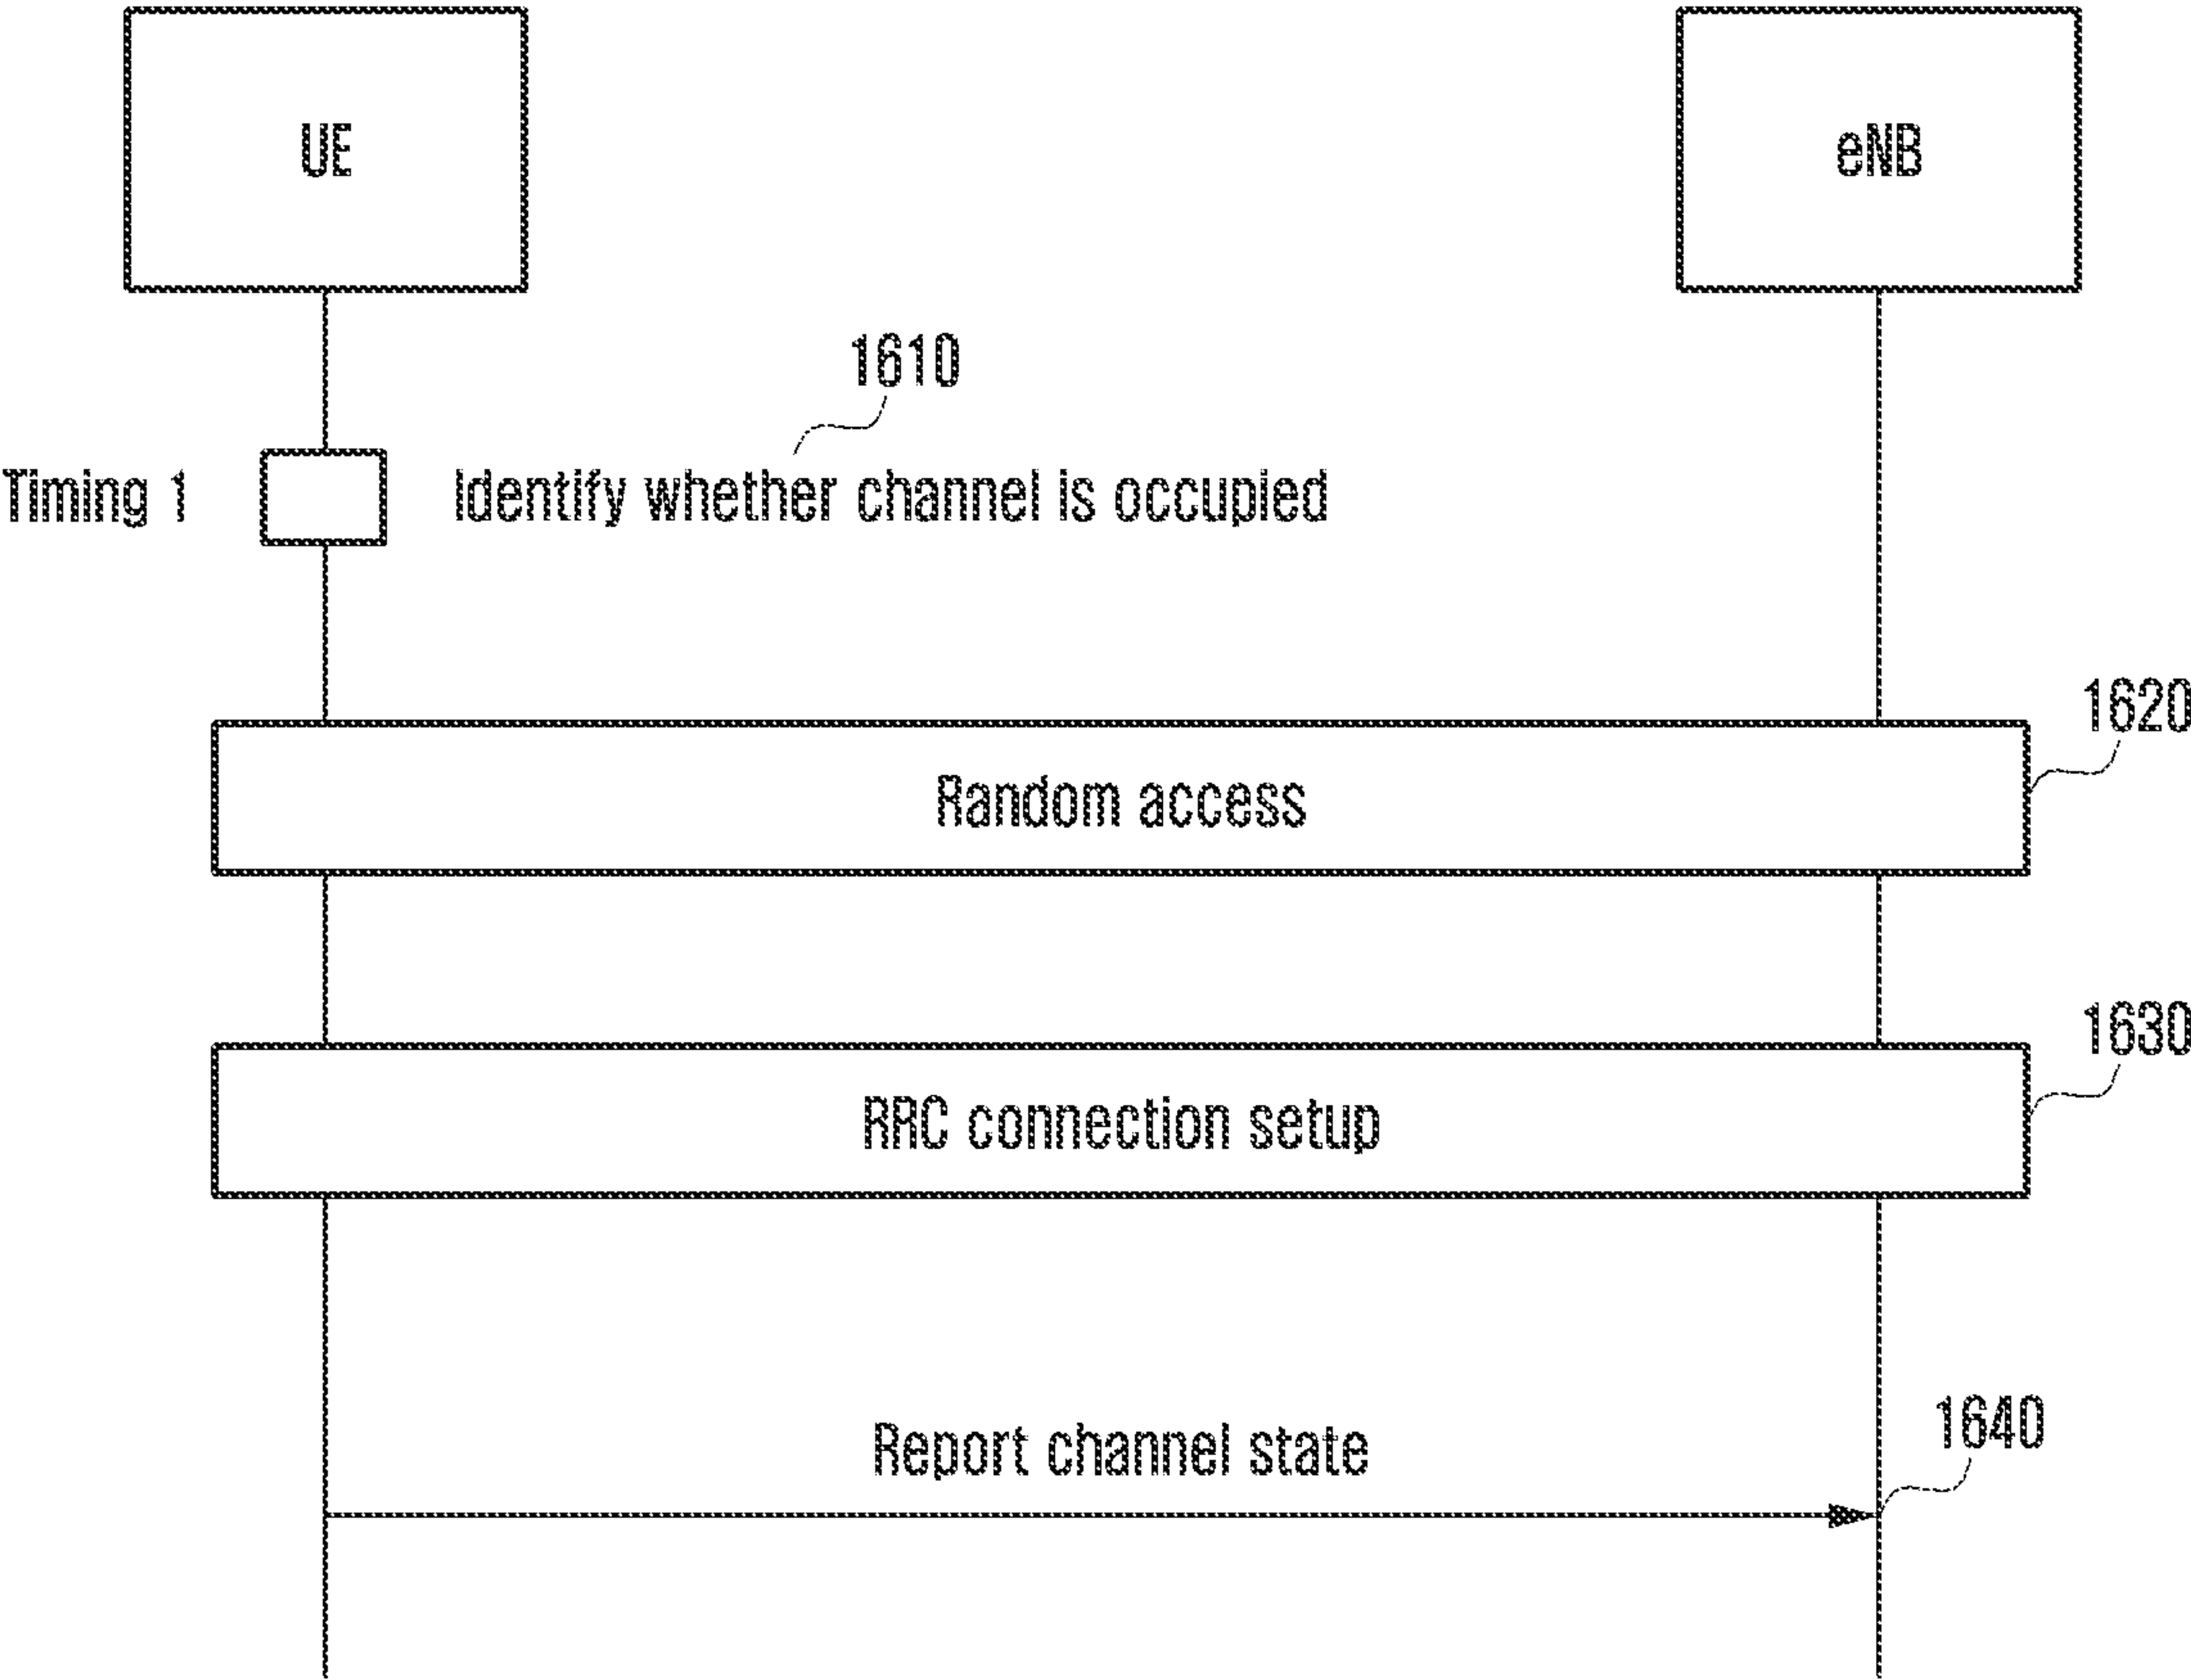 UE
eNB
1610
Timing 1
Identify whether channel is occupied
1620
Random access
1630
RRC connection setup
1640
Report channel state